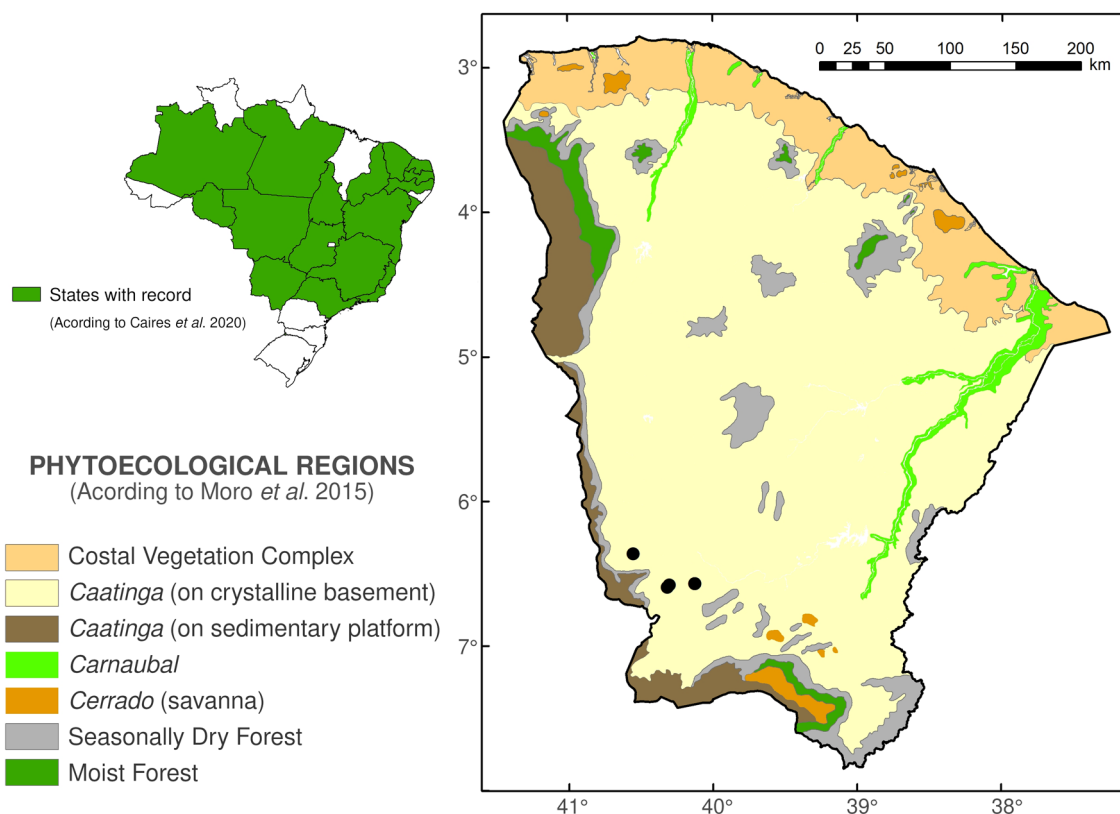 States with record
(Acording to Caires et al. 2020)
PHYTOECOLOGICAL REGIONS
(Acording to Moro et al. 2015)
Costal Vegetation Complex
Caatinga (on crystalline basement)
Caatinga (on sedimentary platform)
Carnaubal
Cerrado (savanna)
Seasonally Dry Forest
Moist Forest
0 25 50 100 150 200
km
3°
4°
5°
6°
7°
41° 40° 39° 38°